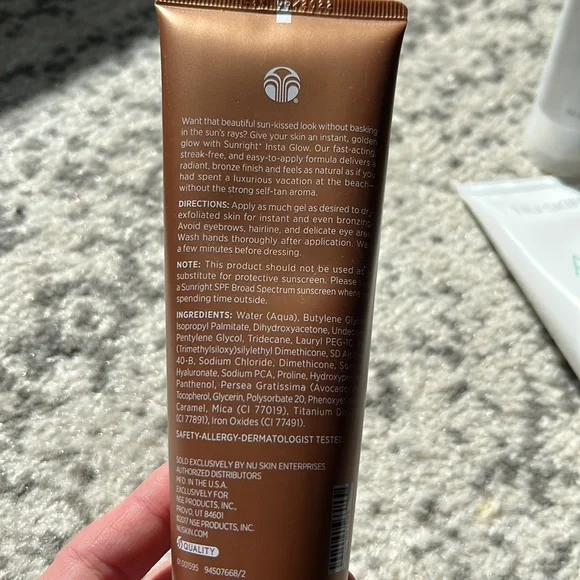 Want that beautiful sun-kissed look without basking
in the sun's rays? Give your skin an instant, golden
glow with Sunright® Insta Glow. Our fast-acting
streak-free, and easy-to-apply formula delivers a
radiant, bronze finish and feels as natural as if you
had spent a luxurious vacation at the beach—
without the strong self-tan aroma.
DIRECTIONS: Apply as much gel as desired to
exfoliated skin for instant and even bronzing
Avoid eyebrows, hairline, and delicate eye
Wash hands thoroughly after application.
a few minutes before dressing.
NOTE: This product should not be used as
substitute for protective sunscreen. Please
a Sunright SPF Broad Spectrum sunscreen when
spending time outside.
INGREDIENTS: Water (Aqua), Butylene
Isopropyl Palmitate, Dihydroxyacetone,
Pentylene Glycol, Tridecane, Lauryl PEG-10
(Trimethylsiloxy)silylethyl Dimethicone, SD
40-B, Sodium Chloride, Dimethicone,
Hyaluronate, Sodium PCA, Proline,
Panthenol, Persea Gratissima
Tocopherol, Glycerin, Polysorbate 20,
Caramel, Mica (CI 77019), Titanium
(CI 77891), Iron Oxides (CI 77491).
SAFETY-ALLERGY-DERMATOLOGIST TESTED
SOLD EXCLUSIVELY BY NU SKIN ENTERPRISES
AUTHORIZED DISTRIBUTORS
MFD. IN THE U.S.A.
EXCLUSIVELY FOR
NSE PRODUCTS, INC.,
PROVO, UT 84601
©2017 NSE PRODUCTS, INC.
NUSKIN.COM
QUALITY
01001595 94507668/2